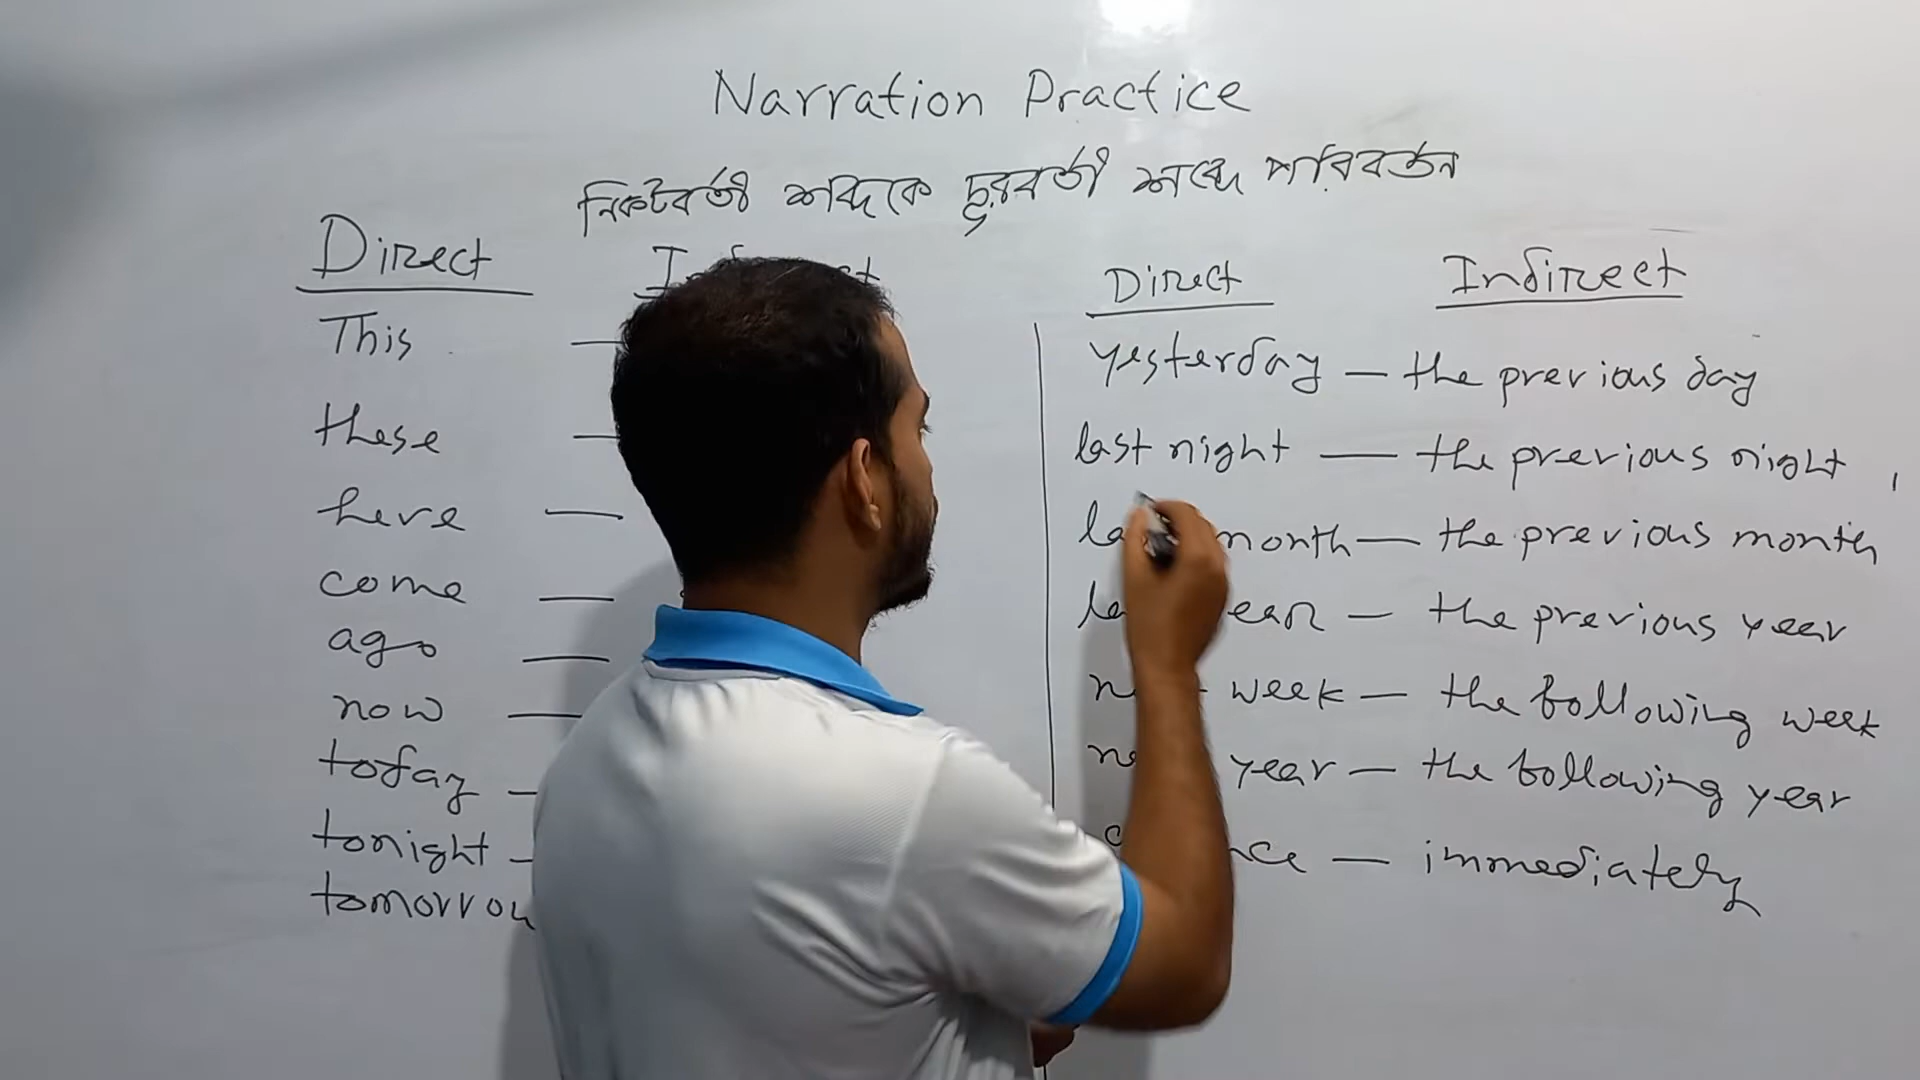 Narration Practice
নিকটবর্তী শব্দকে দূরবর্তী শব্দে পরিবর্তন
Direct
This —
these —
here —
come —
ago —
now —
today —
tonight —
tomorrow
Direct Indirect
yesterday — the previous day
last night — the previous night
month — the previous month
— the previous year
week — the following week
year — the following year
— immediately